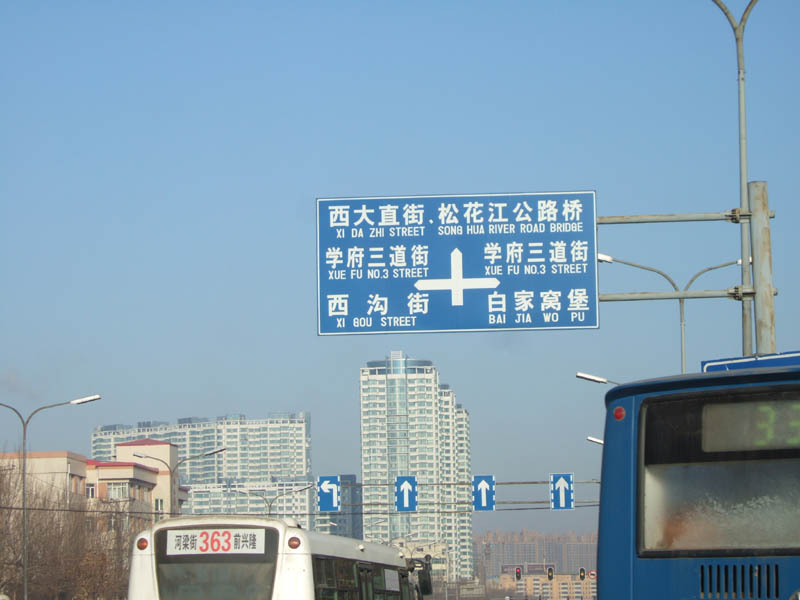 西大直街、松花江公路桥
XI DA ZHI STREET SONG HUA RIVER ROAD BRIDGE
学府三道街 学府三道街
XUE FU NO.3 STREET XUE FU NO.3 STREET
西沟街 白家窝堡
XI GOU STREET BAI JIA WO PU
河梁街 363 前兴隆